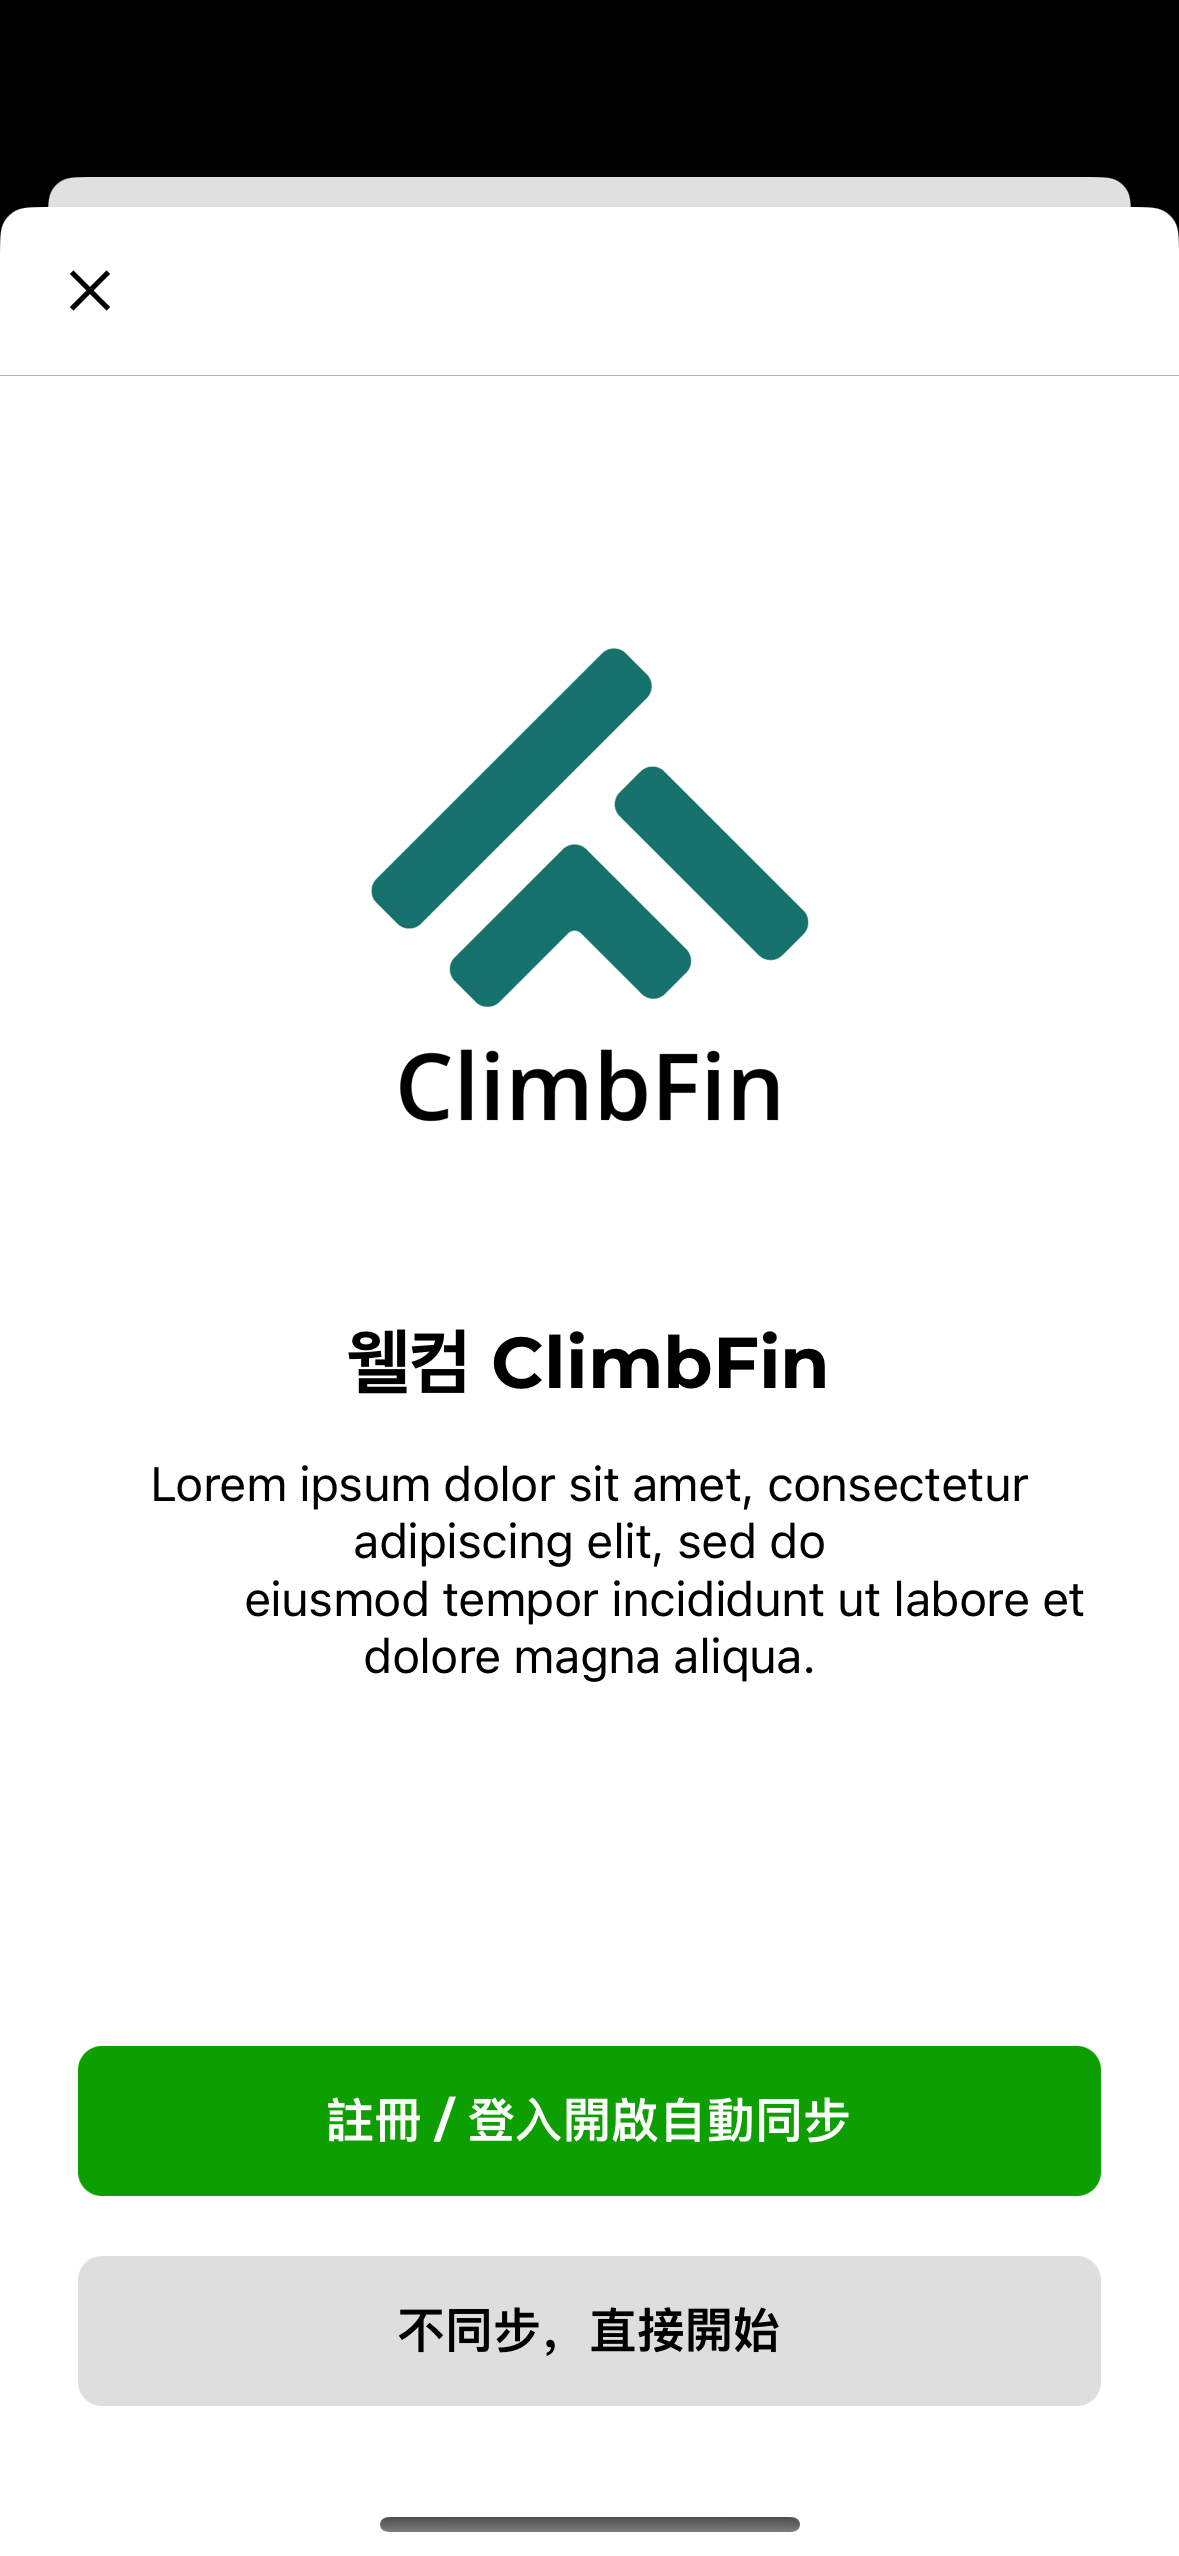 ClimbFin
웰컴 ClimbFin
Lorem ipsum dolor sit amet, consectetur
adipiscing elit, sed do
eiusmod tempor incididunt ut labore et
dolore magna aliqua.
註冊 / 登入開啟自動同步
不同步，直接開始